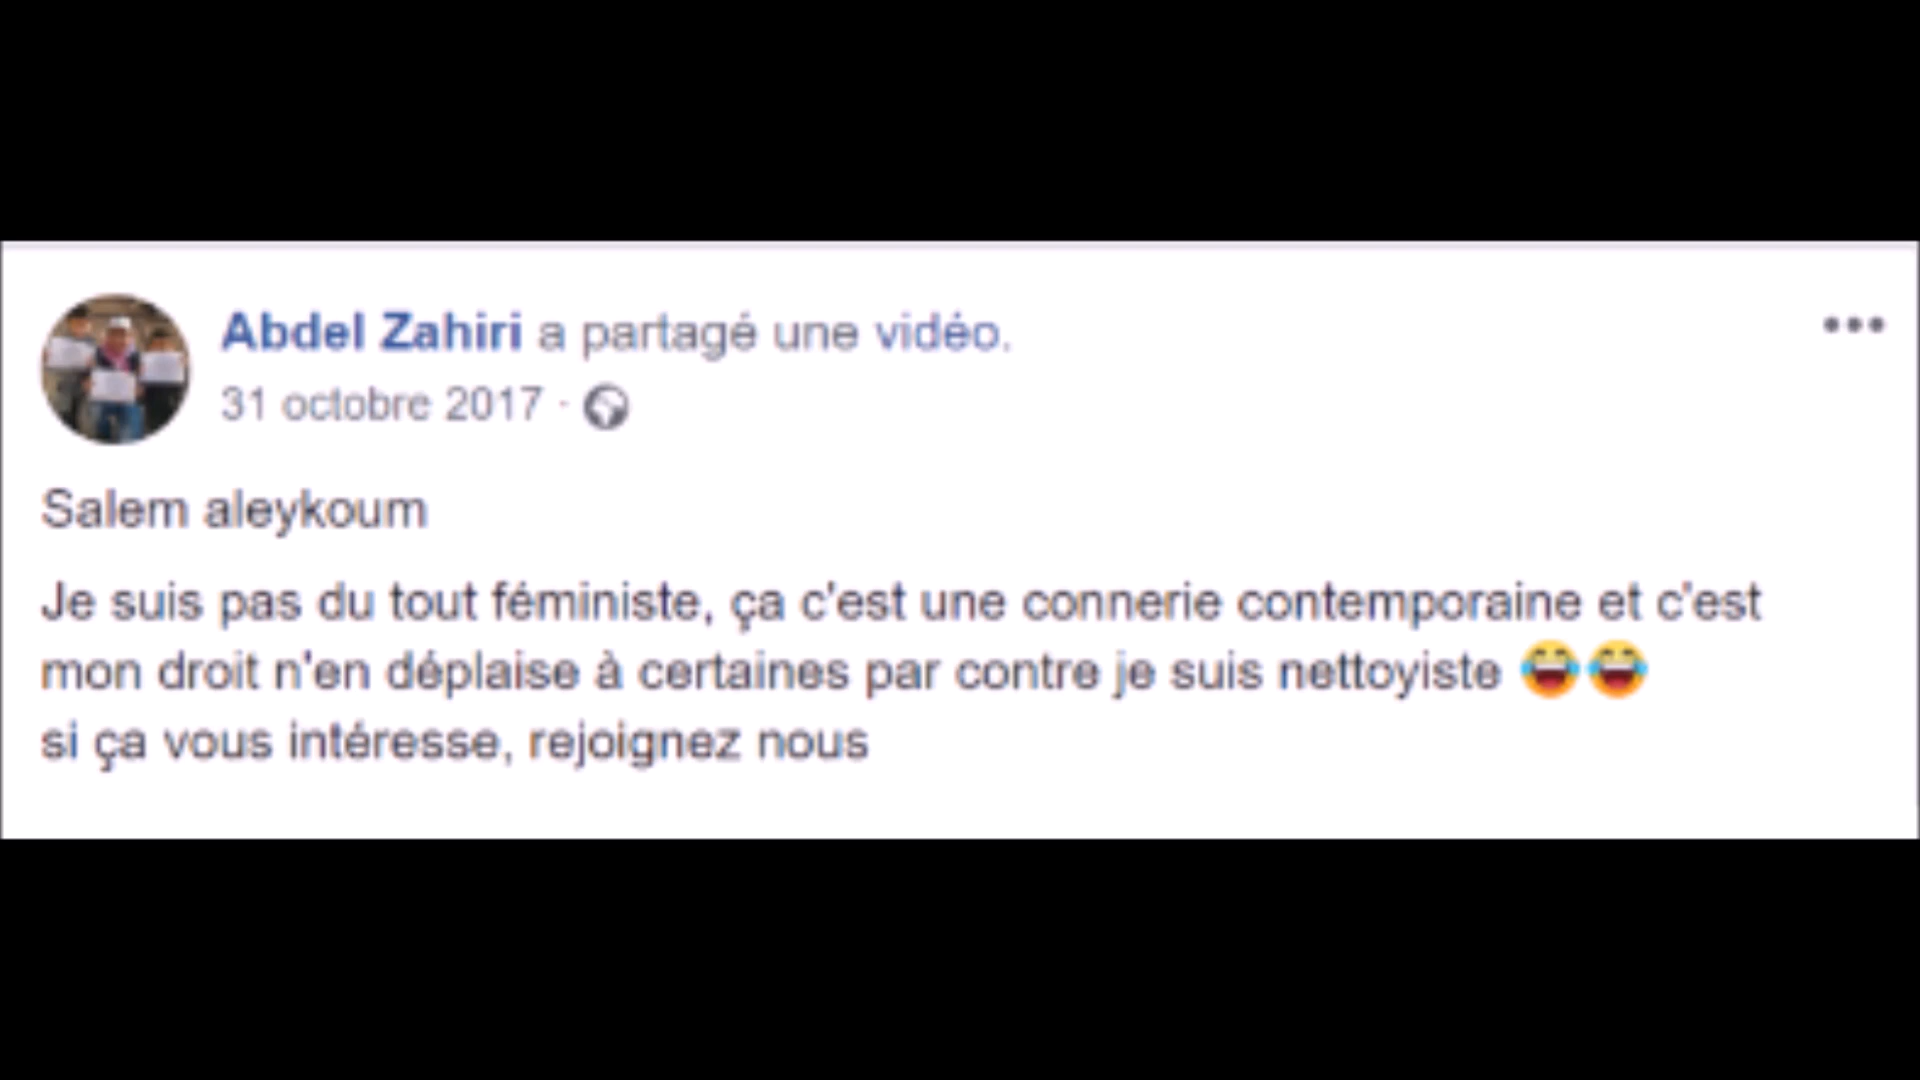 Abdel Zahiri a partagé une vidéo.
31 octobre 2017 ·
Salem aleykoum
Je suis pas du tout féministe, ça c'est une connerie contemporaine et c'est
mon droit n'en déplaise à certaines par contre je suis nettoyiste 😂😂
si ça vous intéresse, rejoignez nous